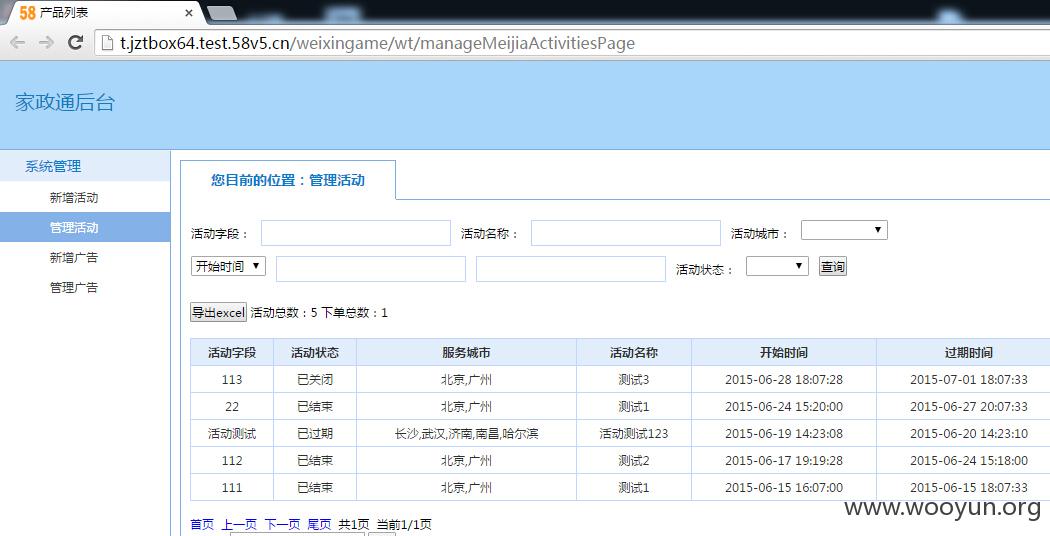 58 产品列表
t.jztbox64.test.58v5.cn/weixingame/wt/manageMeijiaActivitiesPage
家政通后台
系统管理
新增活动
管理活动
新增广告
管理广告
您目前的位置：管理活动
活动字段： 活动名称： 活动城市：
开始时间 活动状态： 查询
导出excel 活动总数：5 下单总数：1
活动字段 活动状态 服务城市 活动名称 开始时间 过期时间
113 已关闭 北京,广州 测试3 2015-06-28 18:07:28 2015-07-01 18:07:33
22 已结束 北京,广州 测试1 2015-06-24 15:20:00 2015-06-27 20:07:33
活动测试 已过期 长沙,武汉,济南,南昌,哈尔滨 活动测试123 2015-06-19 14:23:08 2015-06-20 14:23:10
112 已结束 北京,广州 测试2 2015-06-17 19:19:28 2015-06-24 15:18:00
111 已结束 北京,广州 测试1 2015-06-15 16:07:00 2015-06-15 18:07:33
www.wooyun.org
首页 上一页 下一页 尾页 共1页 当前1/1页